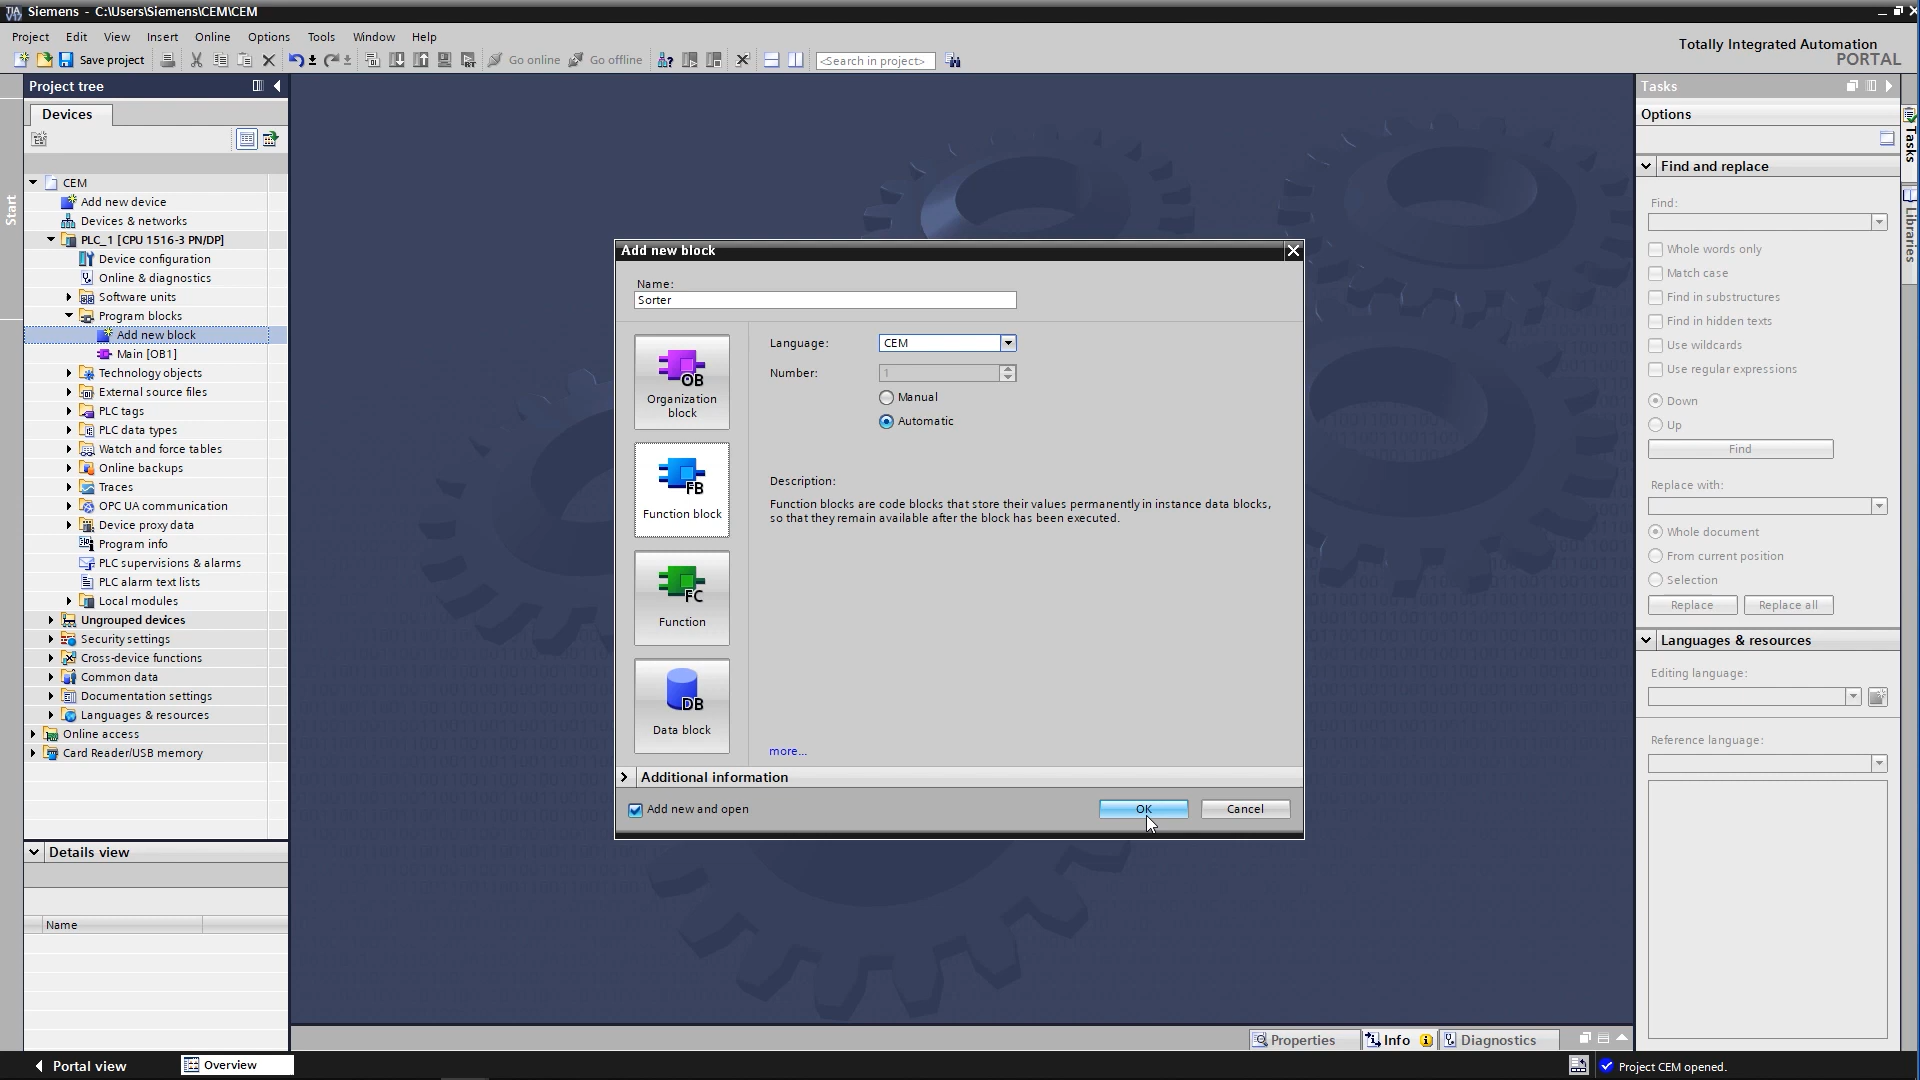 Siemens - C:\Users\Siemens\CEM\CEM
Project Edit View Insert Online Options Tools Window Help
Totally Integrated Automation
PORTAL
Save project
Go online
Go offline
<Search in project>
Project tree
Devices
Start
CEM
Add new device
Devices & networks
PLC_1 [CPU 1516-3 PN/DP]
Device configuration
Online & diagnostics
Software units
Program blocks
Add new block
Main [OB1]
Technology objects
External source files
PLC tags
PLC data types
Watch and force tables
Online backups
Traces
OPC UA communication
Device proxy data
Program info
PLC supervisions & alarms
PLC alarm text lists
Local modules
Ungrouped devices
Security settings
Cross-device functions
Common data
Documentation settings
Languages & resources
Online access
Card Reader/USB memory
Details view
Name
Add new block
Name:
Sorter
OB
Organization
block
FB
Function block
FC
Function
DB
Data block
Language:
CEM
Number:
1
Manual
Automatic
Description:
Function blocks are code blocks that store their values permanently in instance data blocks,
so that they remain available after the block has been executed.
more...
Additional information
Add new and open
OK
Cancel
Tasks
Options
Find and replace
Find:
Whole words only
Match case
Find in substructures
Find in hidden texts
Use wildcards
Use regular expressions
Down
Up
Find
Replace with:
Whole document
From current position
Selection
Replace
Replace all
Languages & resources
Editing language:
Reference language:
Tasks
Libraries
Properties
Info
Diagnostics
Portal view
Overview
Project CEM opened.